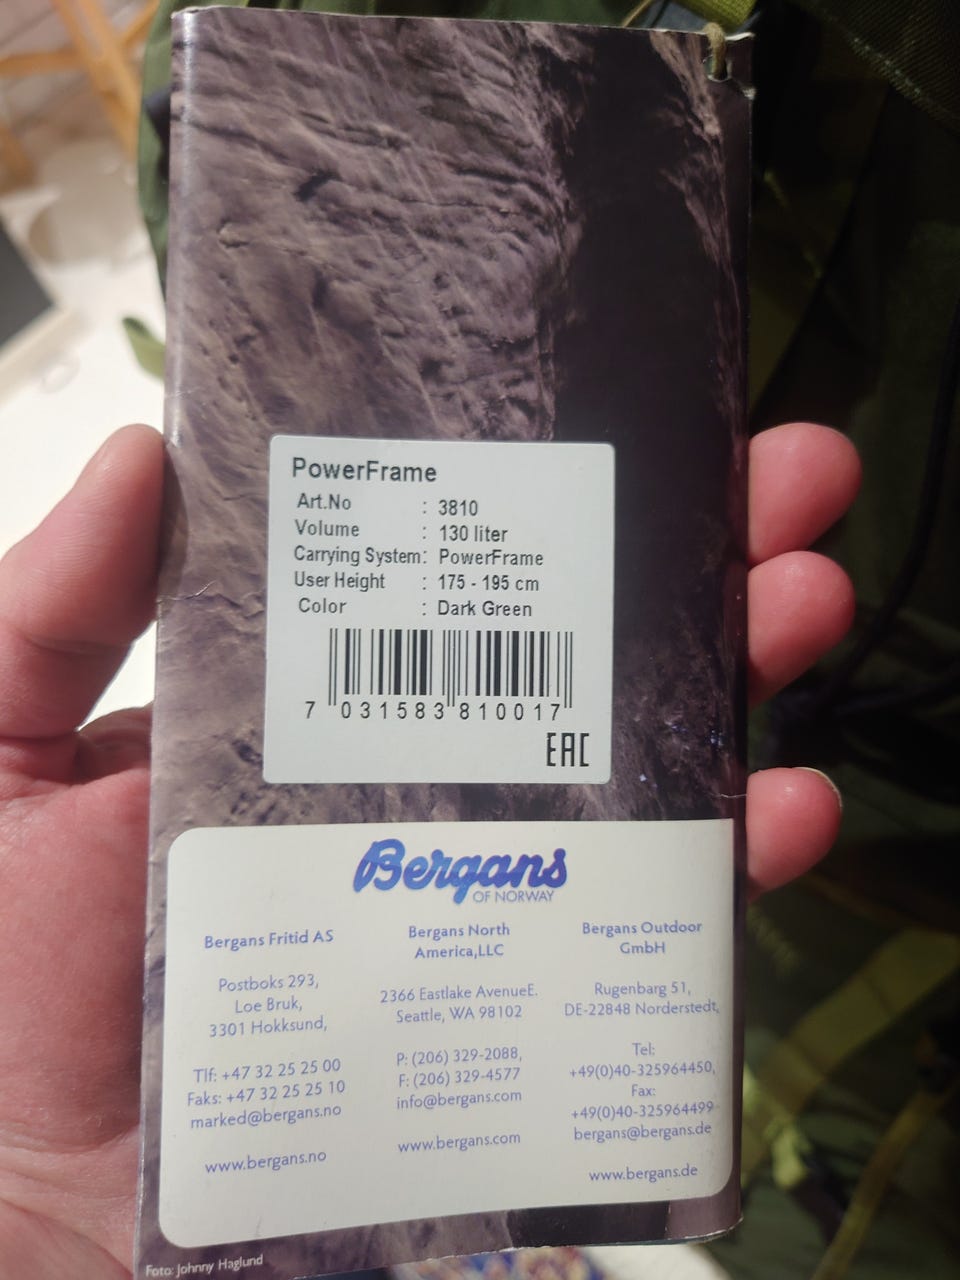 PowerFrame
Art.No : 3810
Volume : 130 liter
Carrying System: PowerFrame
User Height : 175 - 195 cm
Color : Dark Green
7 031583 810017
EAC
Bergans
OF NORWAY
Bergans Fritid AS
Postboks 293,
Loe Bruk,
3301 Hokksund,
Tlf: +47 32 25 25 00
Faks: +47 32 25 25 10
marked@bergans.no
www.bergans.no
Bergans North
America,LLC
2366 Eastlake AvenueE.
Seattle, WA 98102
P: (206) 329-2088,
F: (206) 329-4577
info@bergans.com
www.bergans.com
Bergans Outdoor
GmbH
Rugenbarg 51,
DE-22848 Norderstedt,
Tel:
+49(0)40-325964450,
Fax:
+49(0)40-325964499
bergans@bergans.de
www.bergans.de
Foto: Johnny Haglund